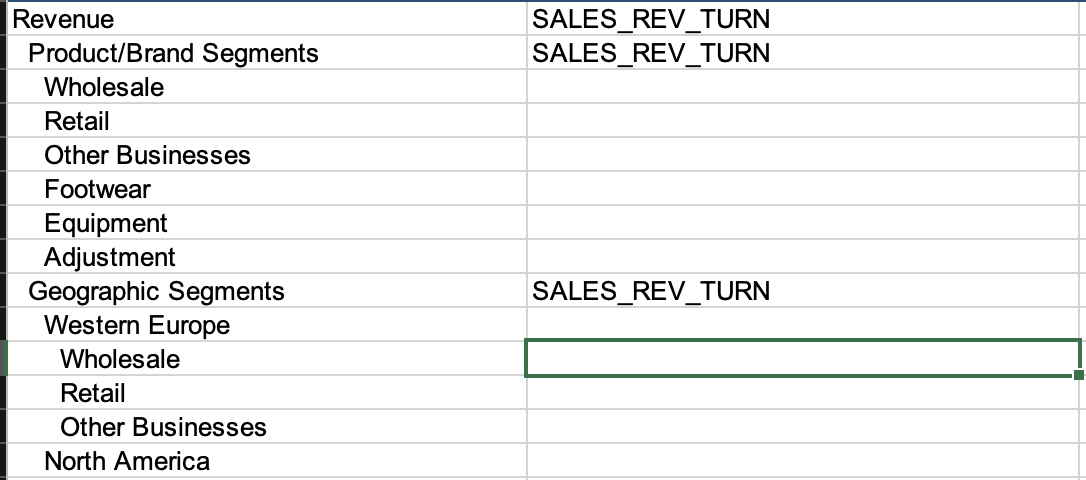 Revenue SALES_REV_TURN
Product/Brand Segments SALES_REV_TURN
Wholesale
Retail
Other Businesses
Footwear
Equipment
Adjustment
Geographic Segments SALES_REV_TURN
Western Europe
Wholesale
Retail
Other Businesses
North America